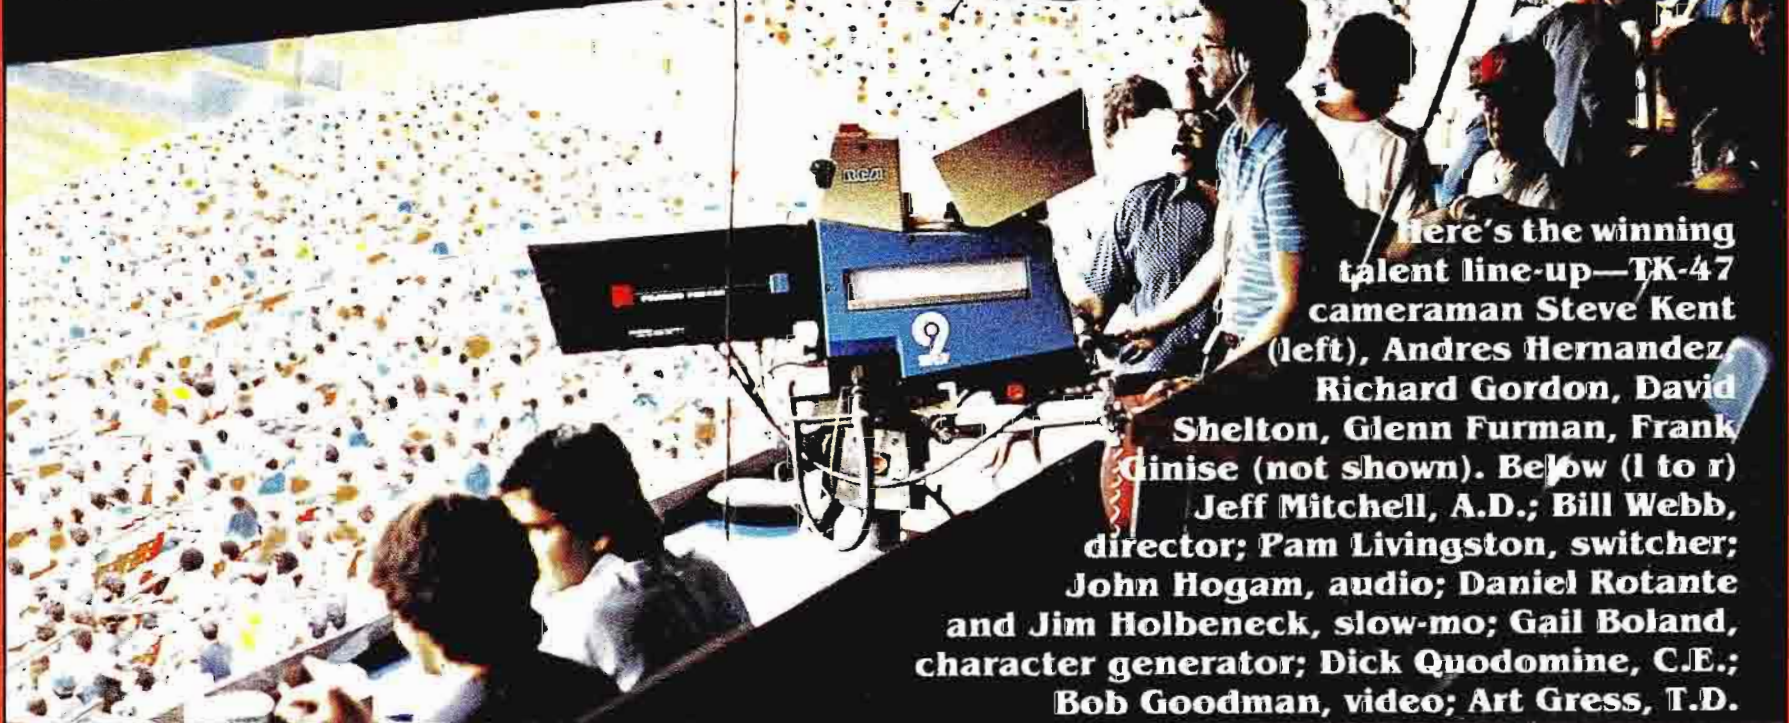 RCA
9
Here's the winning
talent line-up—TK-47
cameraman Steve Kent
(left), Andres Hernandez,
Richard Gordon, David
Shelton, Glenn Furman, Frank
Ginise (not shown). Below (l to r)
Jeff Mitchell, A.D.; Bill Webb,
director; Pam Livingston, switcher;
John Hogam, audio; Daniel Rotante
and Jim Holbeneck, slow-mo; Gail Boland,
character generator; Dick Quodomine, C.E.;
Bob Goodman, video; Art Gress, T.D.